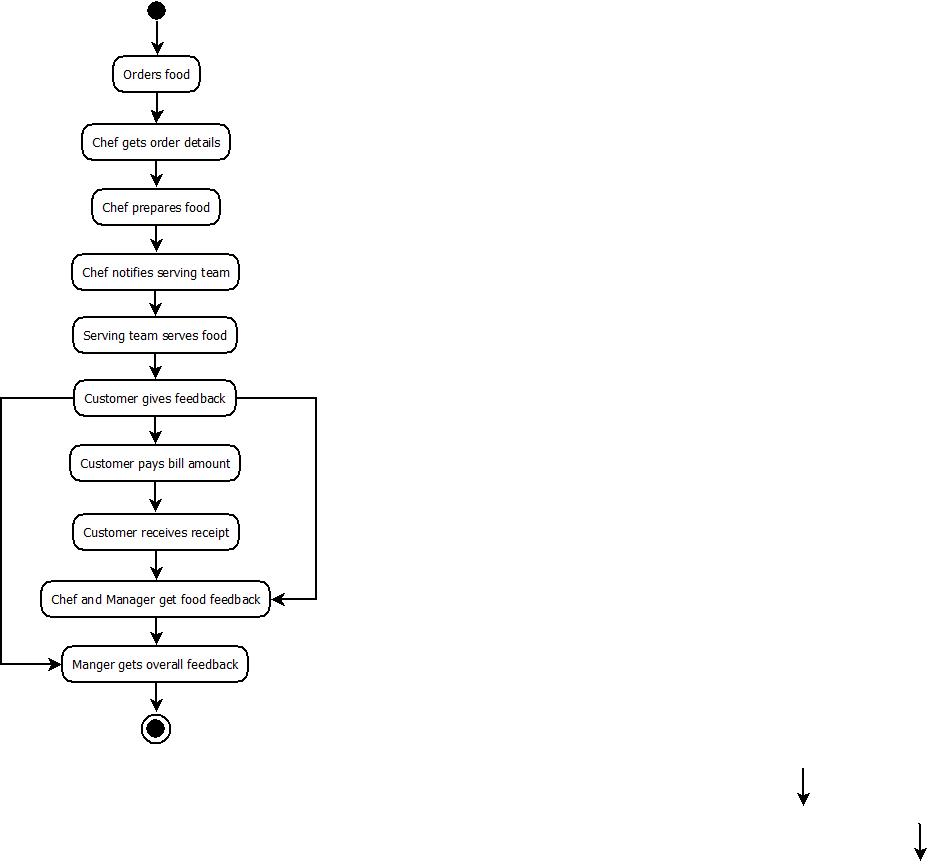 Orders food
Chef gets order details
Chef prepares food
Chef notifies serving team
Serving team serves food
Customer gives feedback
Customer pays bill amount
Customer receives receipt
Chef and Manager get food feedback
Manger gets overall feedback